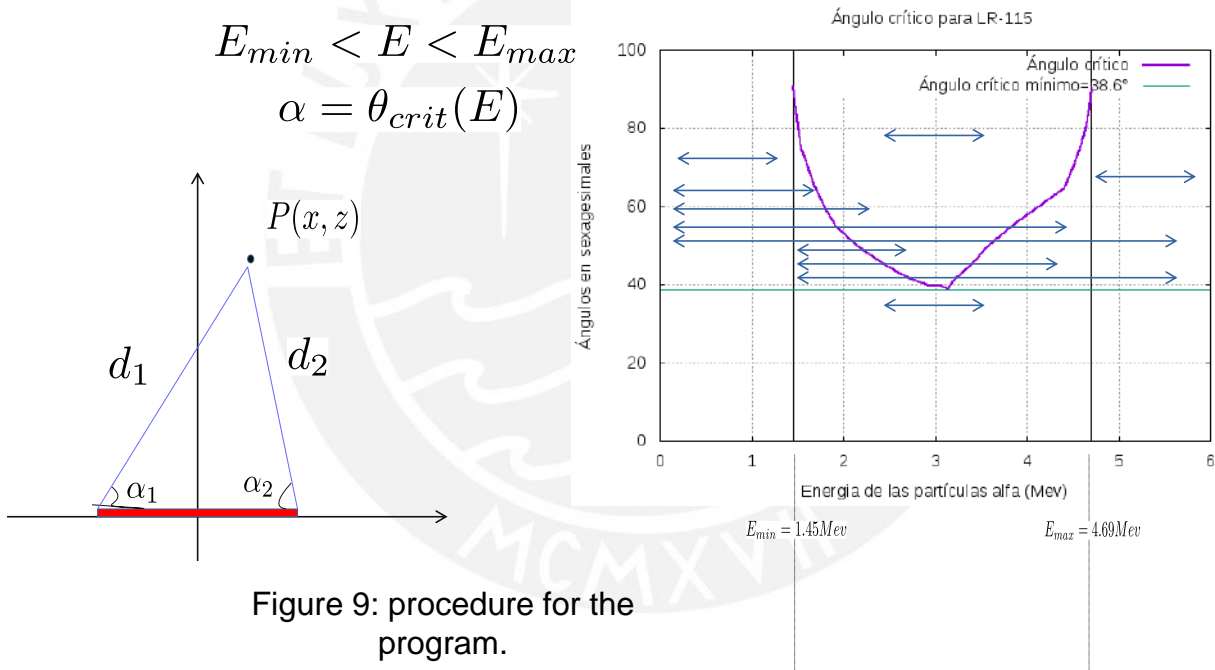 E_{min} < E < E_{max}
α = θ_{crit}(E)
P(x, z)
d_1
d_2
α_1
α_2
Ángulo crítico para LR-115
Ángulo crítico
Ángulo crítico mínimo=38.6°
Ángulos en sexagesimales
100
80
60
40
20
0
0 1 2 3 4 5 6
Energia de las partículas alfa (Mev)
E_{min} = 1.45Mev
E_{max} = 4.69Mev
MCMXVII
Figure 9: procedure for the
program.